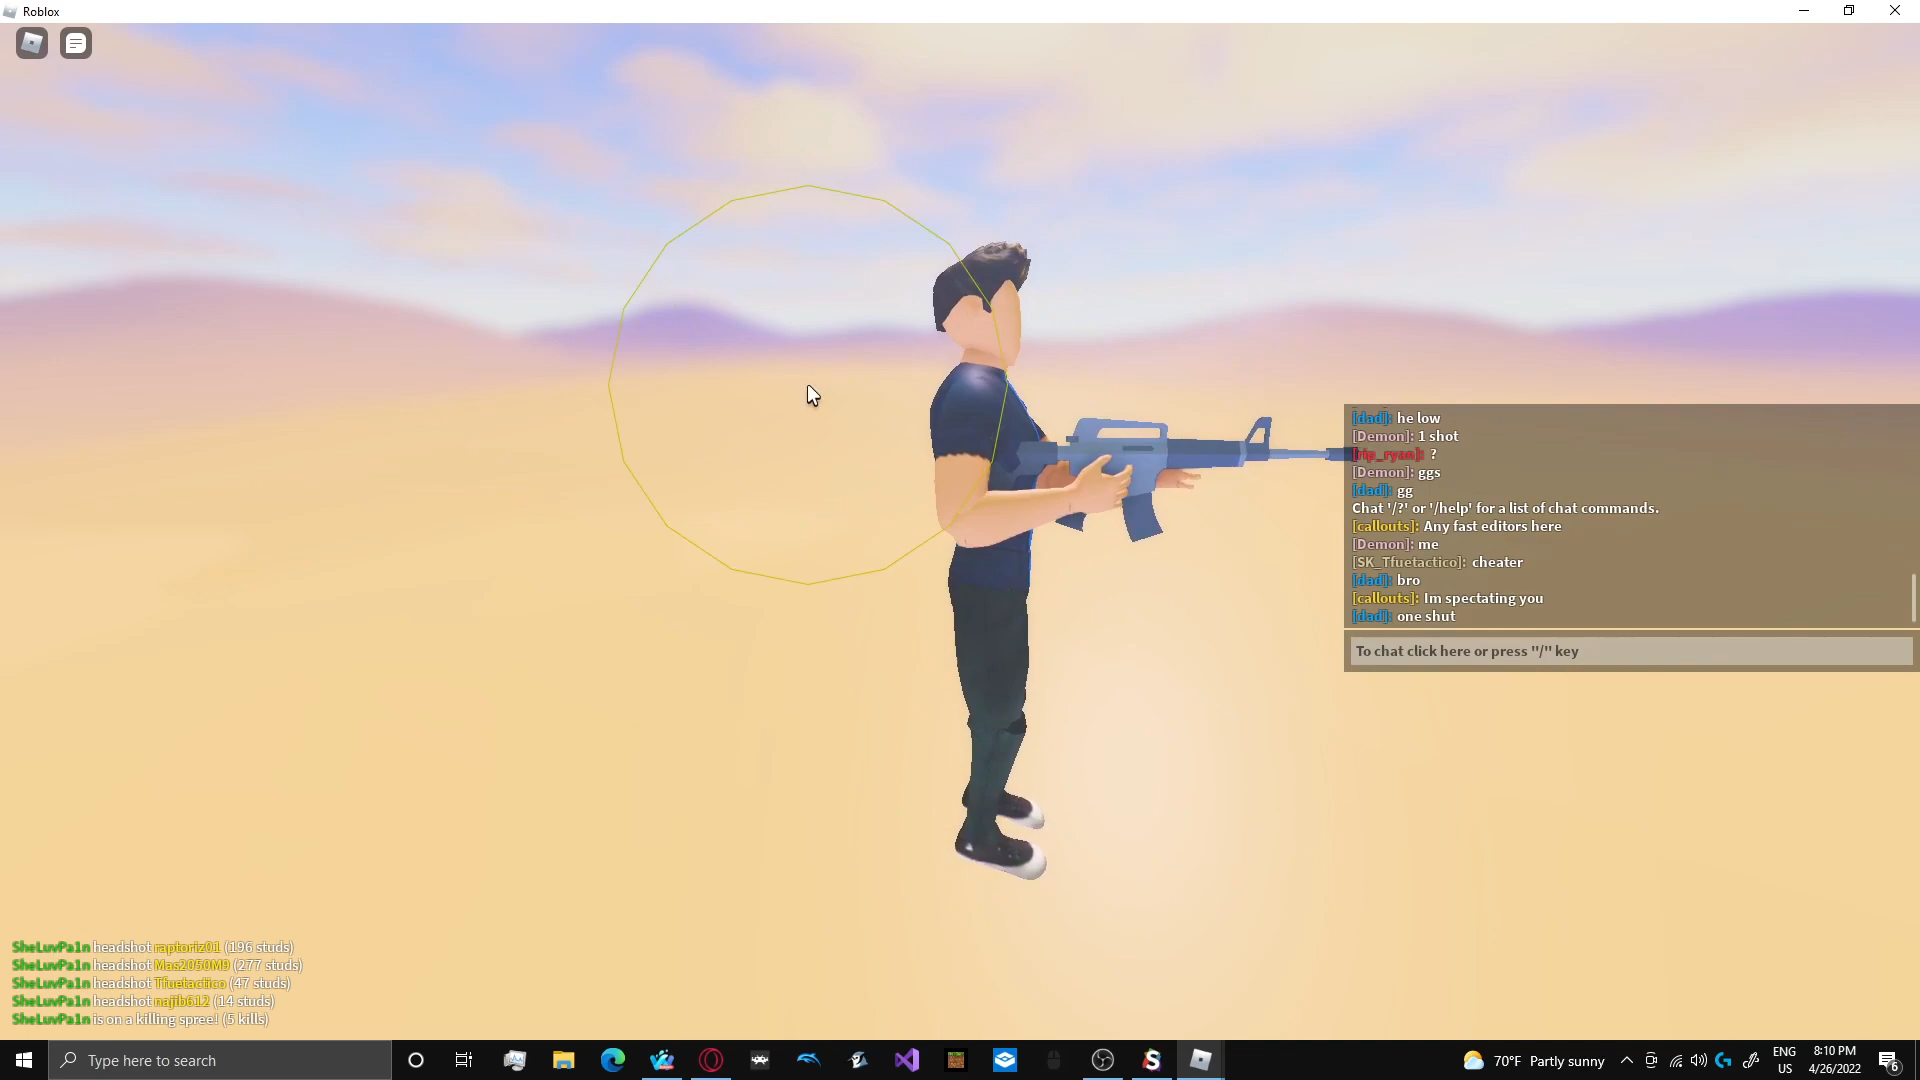 Roblox
[dad]: he low
[Demon]: 1 shot
[rip_ryan]: ?
[Demon]: ggs
[dad]: gg
Chat '/?' or '/help' for a list of chat commands.
[callouts]: Any fast editors here
[Demon]: me
[SK_Tfuetactico]: cheater
[dad]: bro
[callouts]: Im spectating you
[dad]: one shut
To chat click here or press "/" key
SheLuvPa1n headshot raptoriz01 (196 studs)
SheLuvPa1n headshot Mas2050M9 (277 studs)
SheLuvPa1n headshot Tfuetactico (47 studs)
SheLuvPa1n headshot najib612 (14 studs)
SheLuvPa1n is on a killing spree! (5 kills)
Type here to search
70°F Partly sunny
ENG
US
8:10 PM
4/26/2022
6